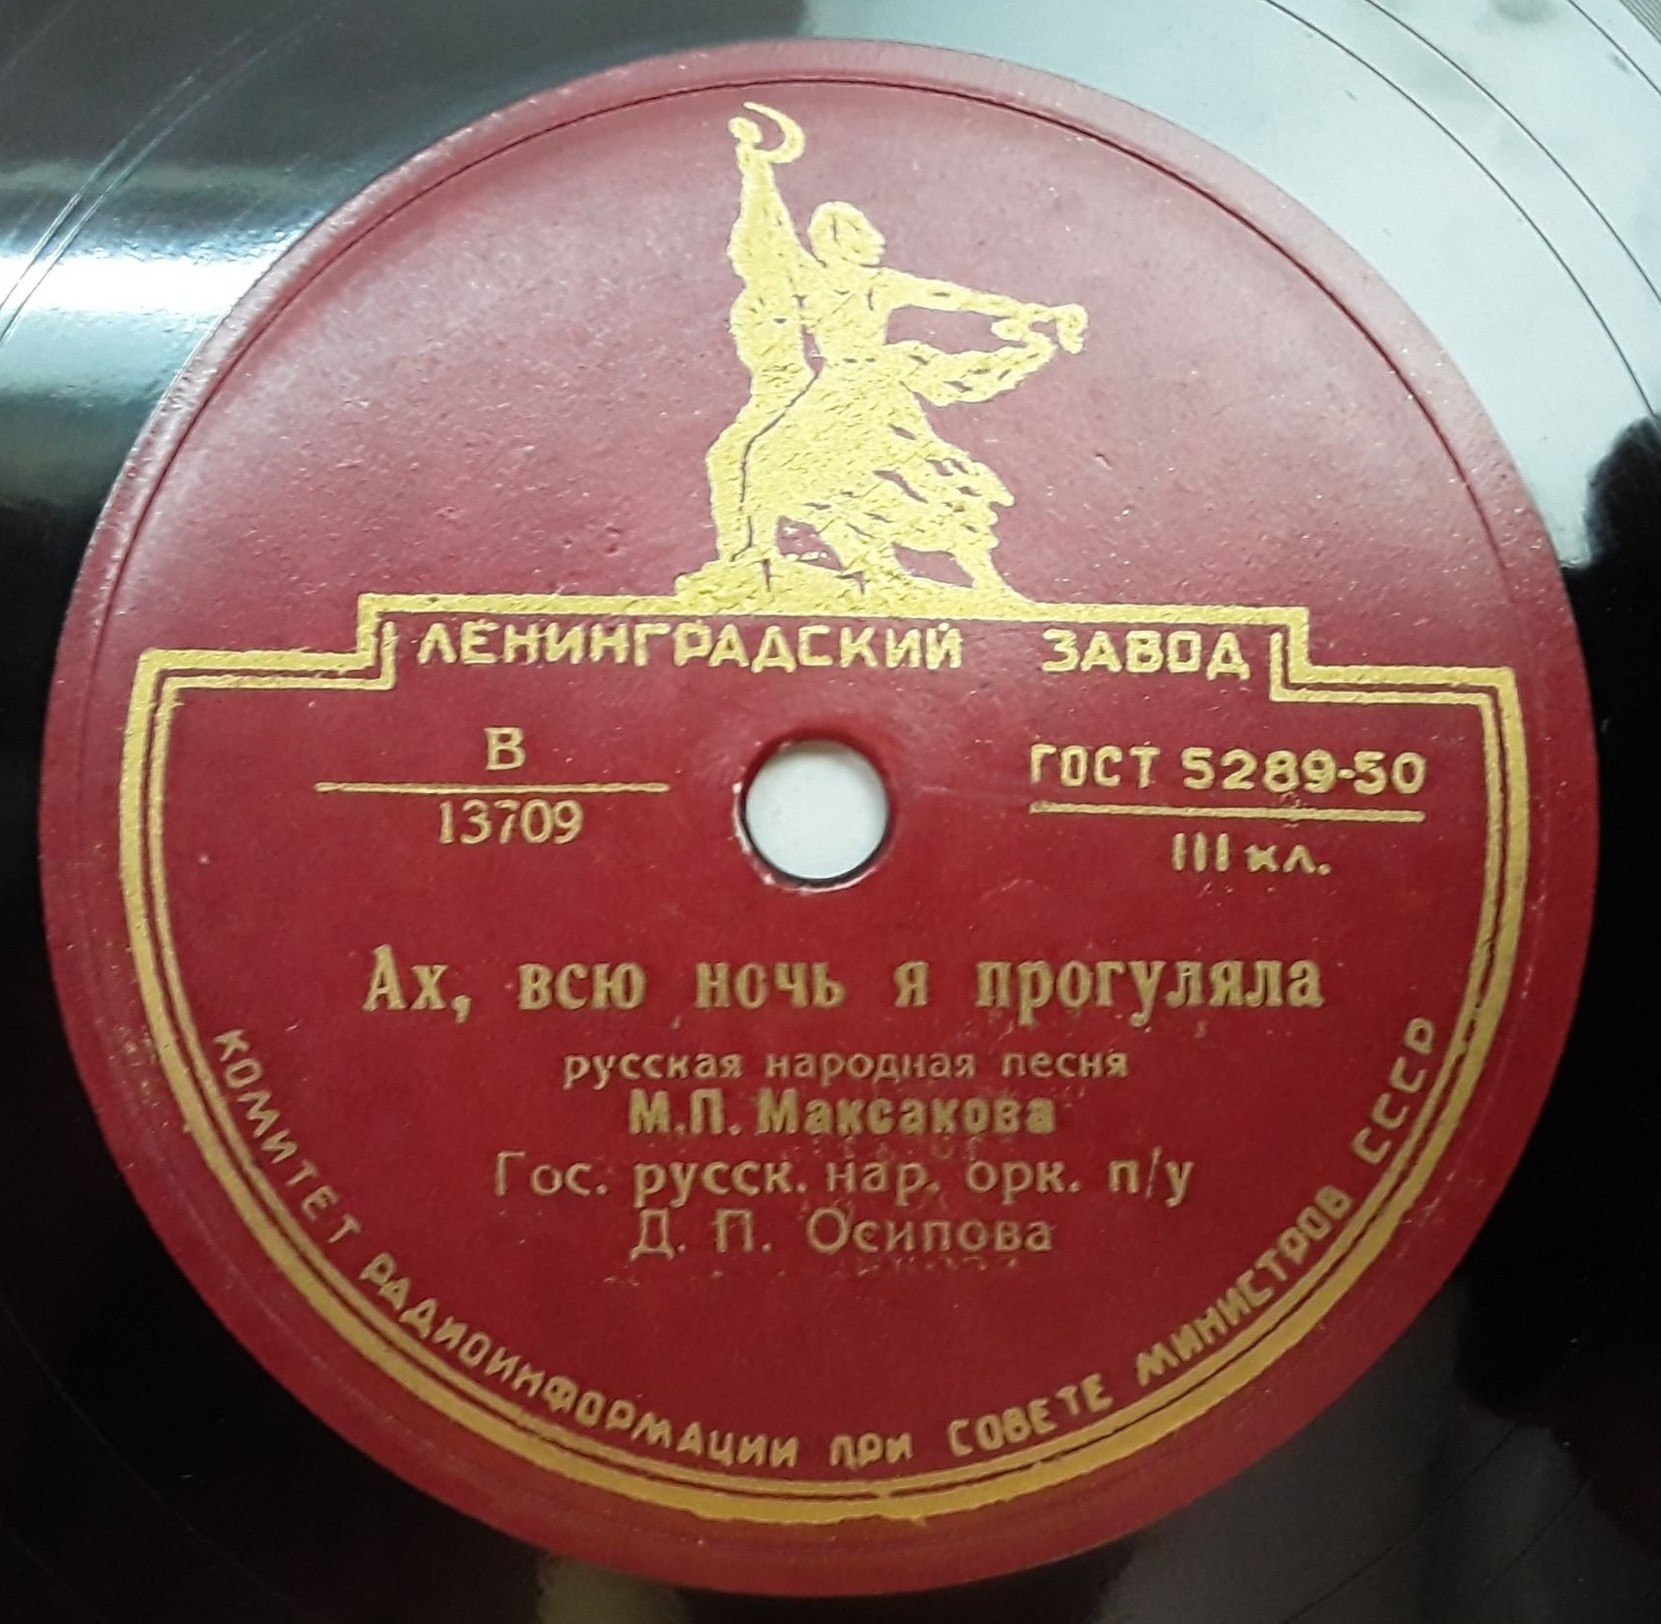 ЛЕНИНГРАДСКИЙ ЗАВОД
В
13709
ГОСТ 5289-50
III кл.
Ах, всю ночь я прогуляла
русская народная песня
М.П. Максакова
Гос. русск. нар. орк. п/у
Д. П. Осипова
КОМИТЕТ РАДИОИНФОРМАЦИИ ПРИ СОВЕТЕ МИНИСТРОВ СССР